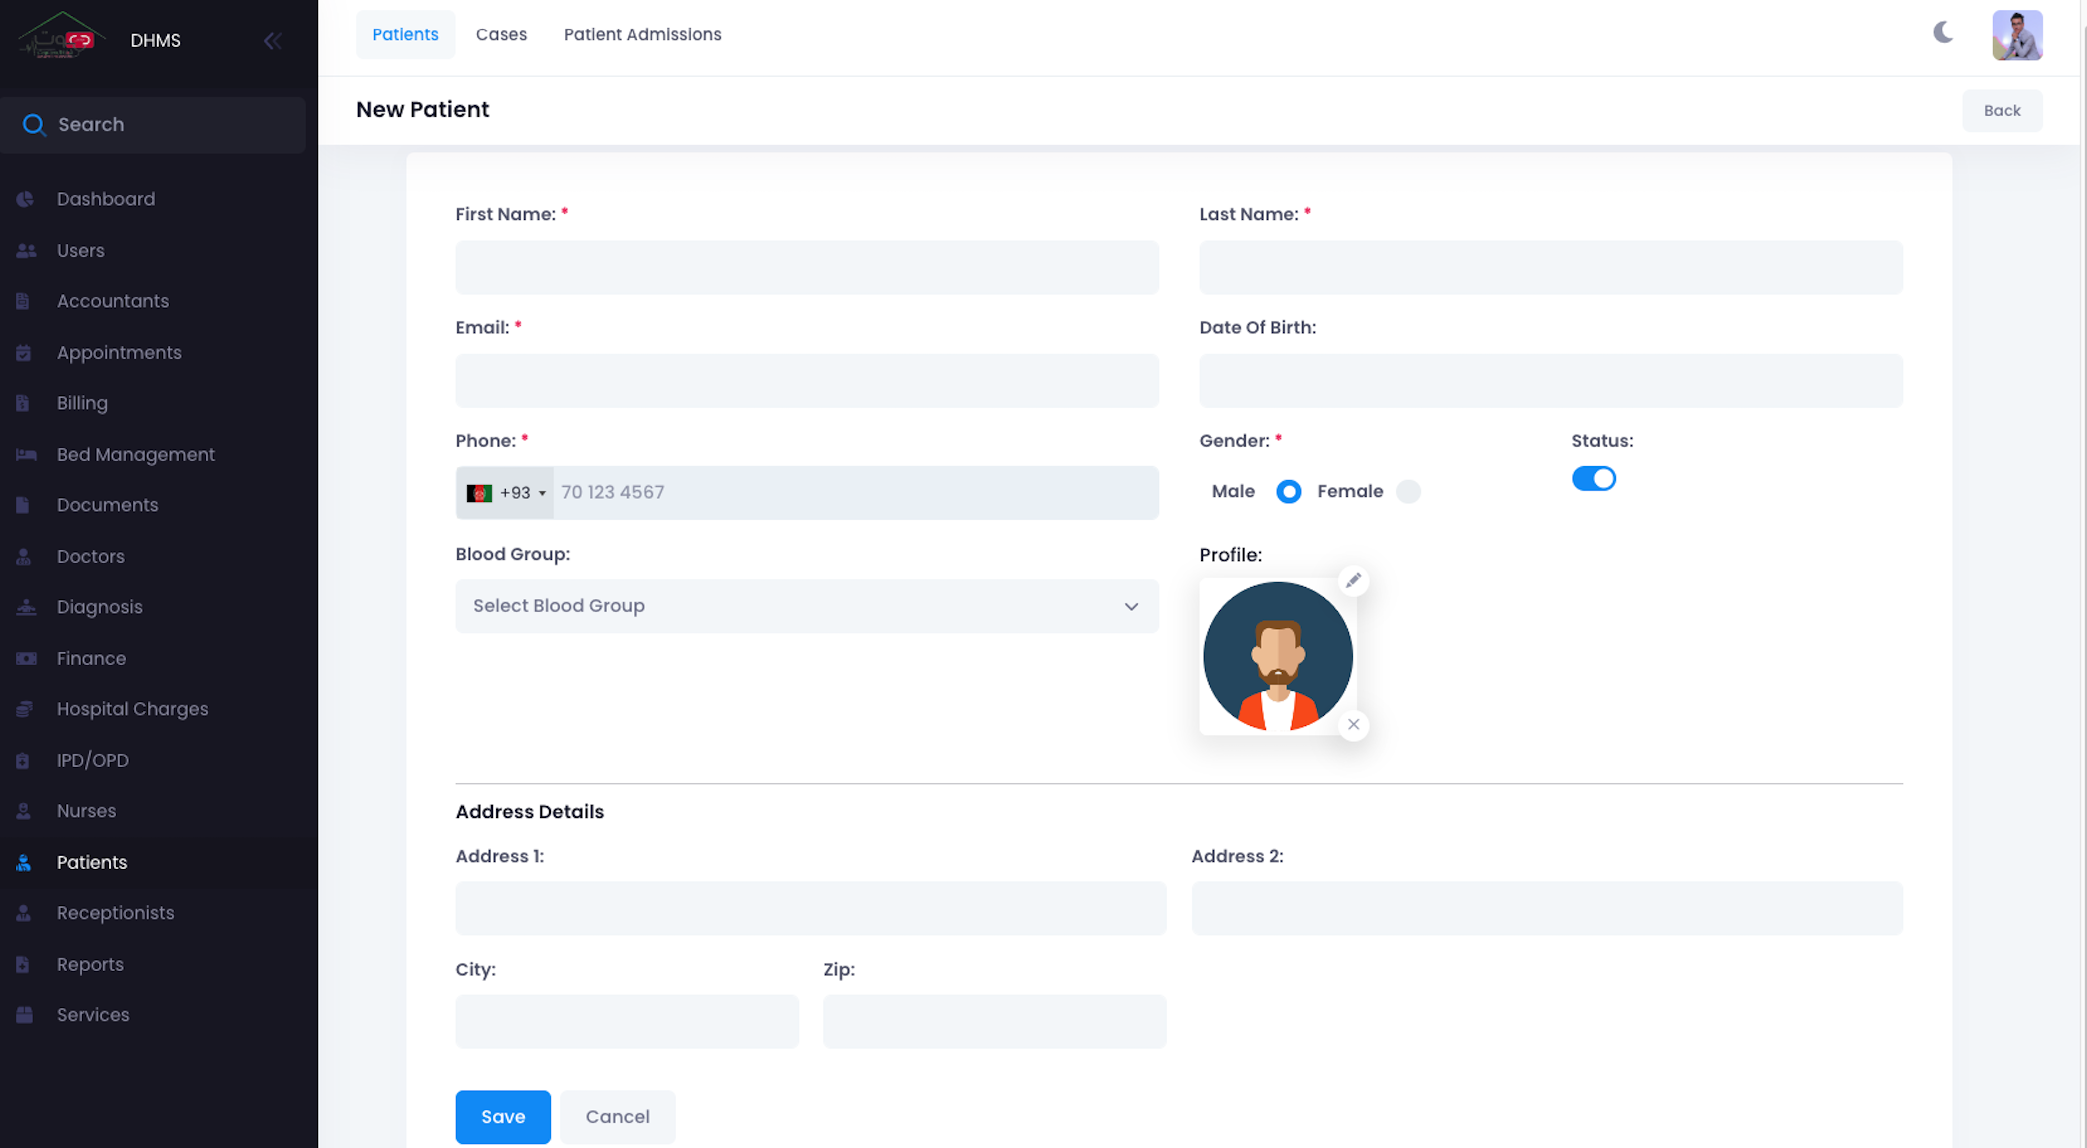 DHMS
Search
Dashboard
Users
Accountants
Appointments
Billing
Bed Management
Documents
Doctors
Diagnosis
Finance
Hospital Charges
IPD/OPD
Nurses
Patients
Receptionists
Reports
Services
Patients Cases Patient Admissions
New Patient
Back
First Name: * Last Name: *
Email: * Date Of Birth:
Phone: * Gender: * Status:
+93 70 123 4567 Male Female
Blood Group: Profile:
Select Blood Group
Address Details
Address 1: Address 2:
City: Zip:
Save Cancel